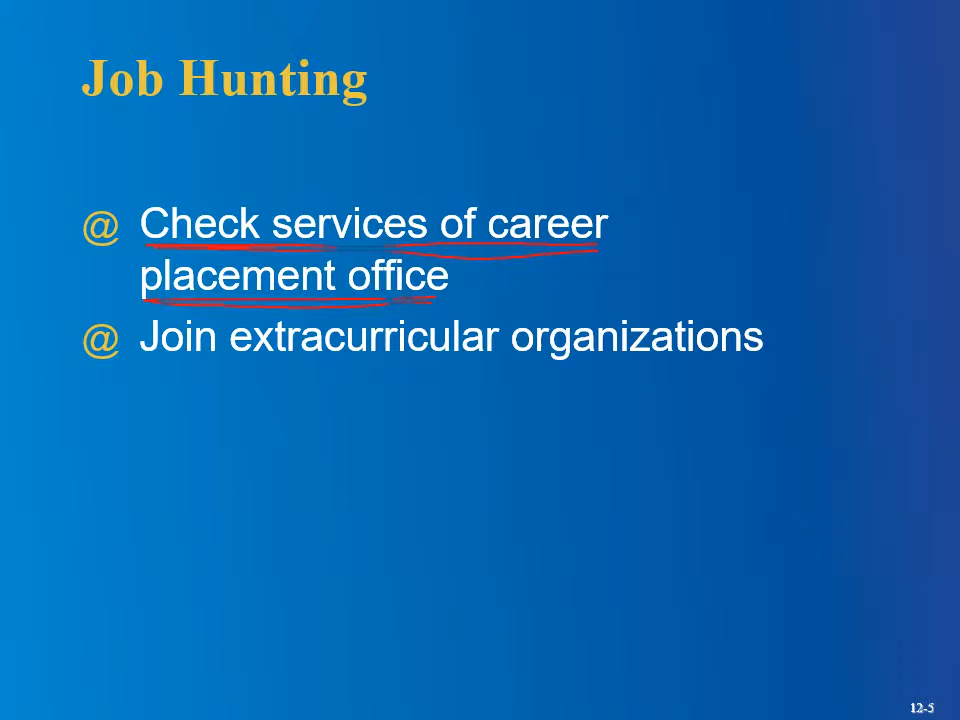 Job Hunting
@ Check services of career
placement office
@ Join extracurricular organizations
12-5